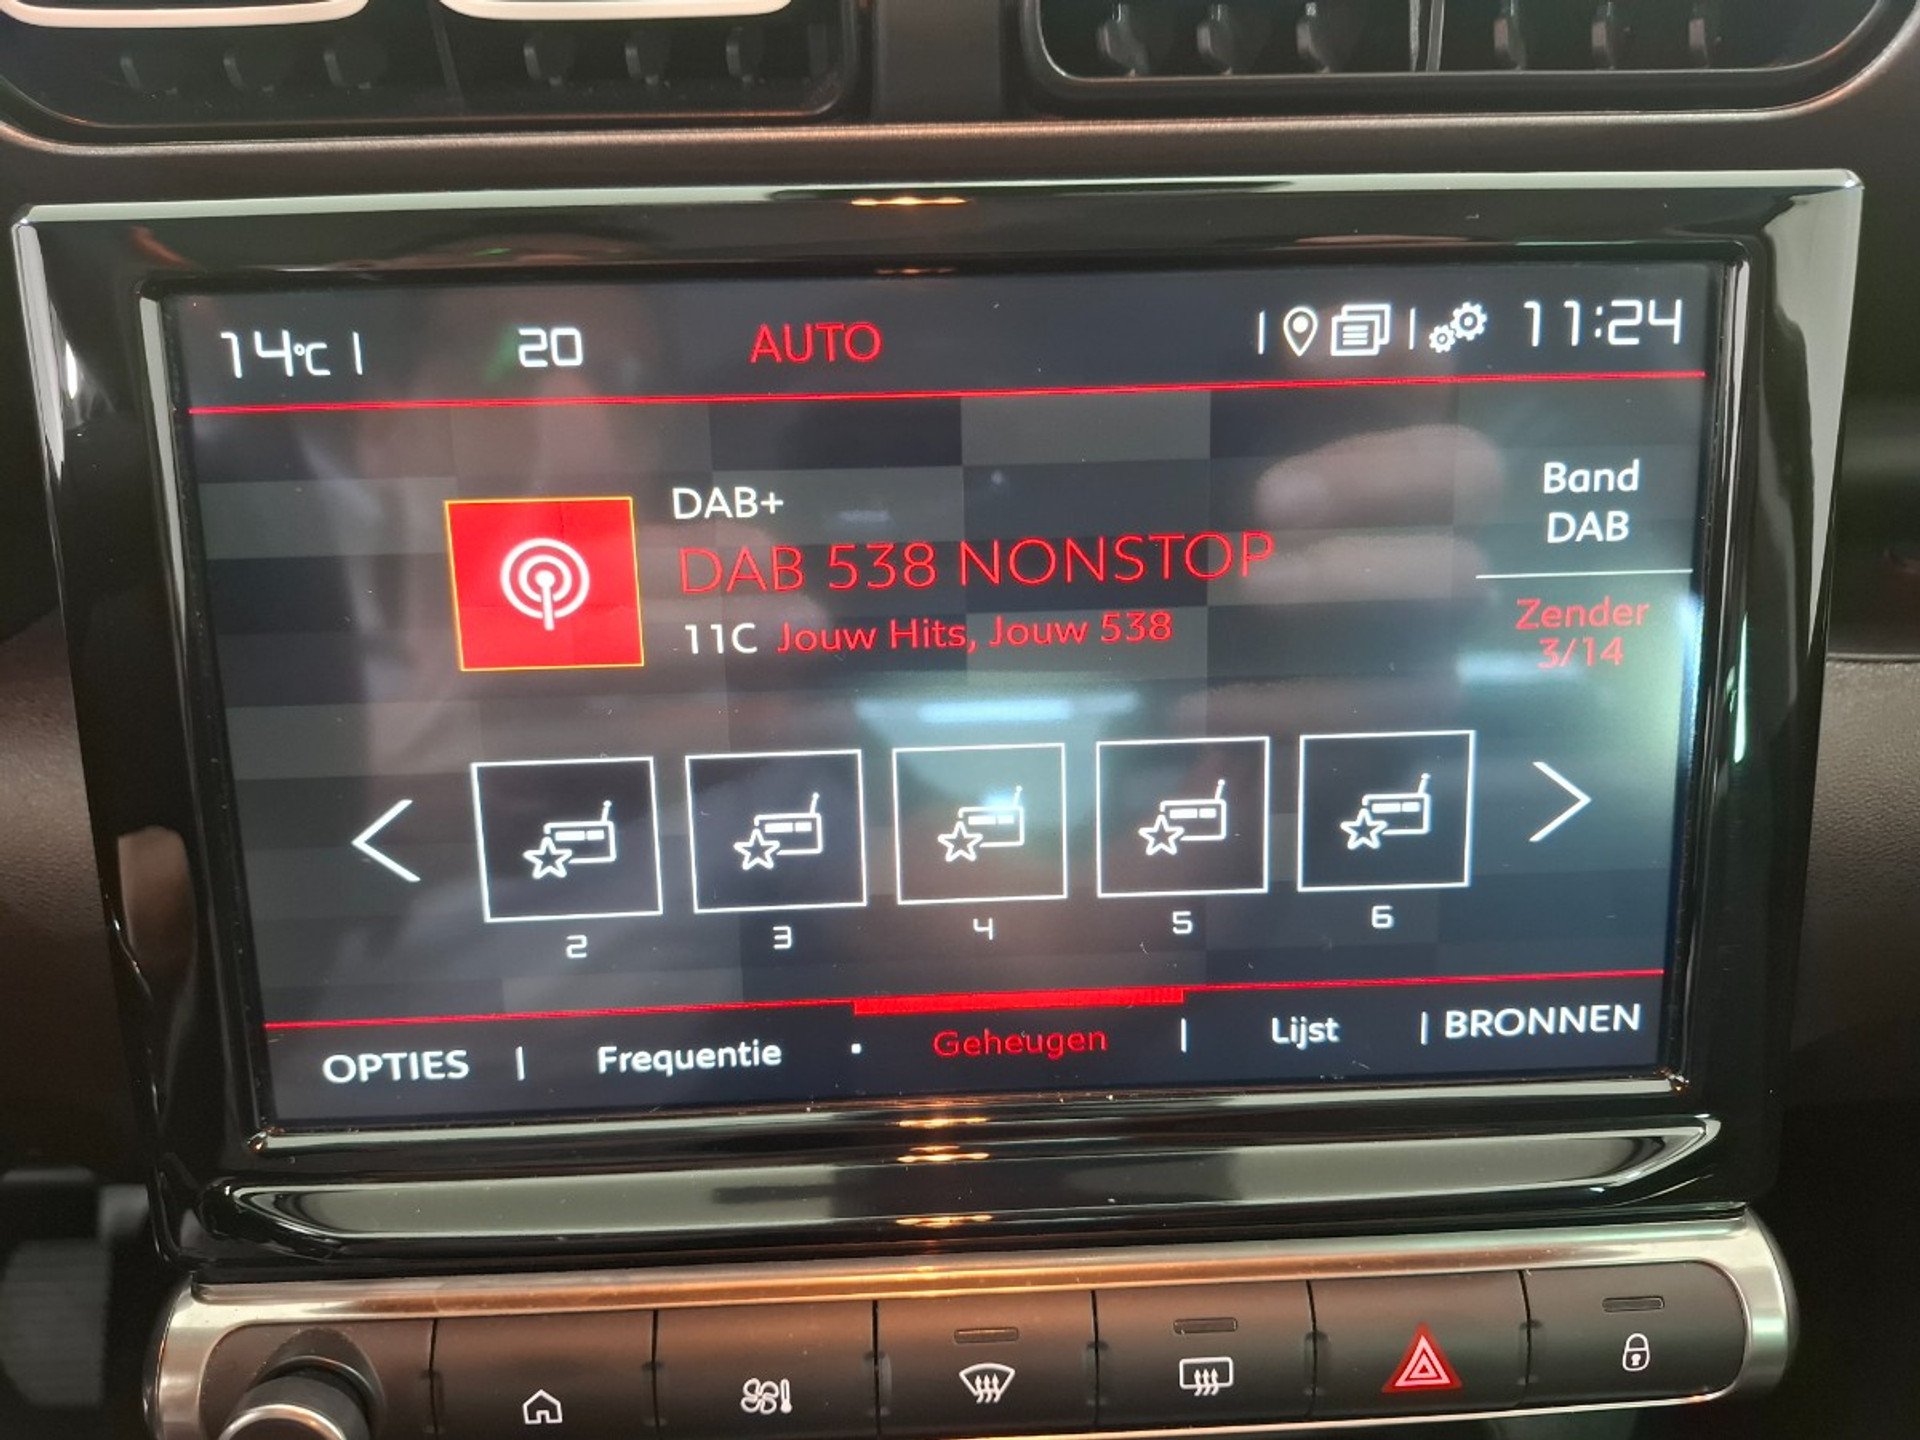 14°C | 20 AUTO | | 11:24
DAB+
DAB 538 NONSTOP
11C Jouw Hits, Jouw 538
Band
DAB
Zender
3/14
2 3 4 5 6
OPTIES | Frequentie · Geheugen | Lijst | BRONNEN